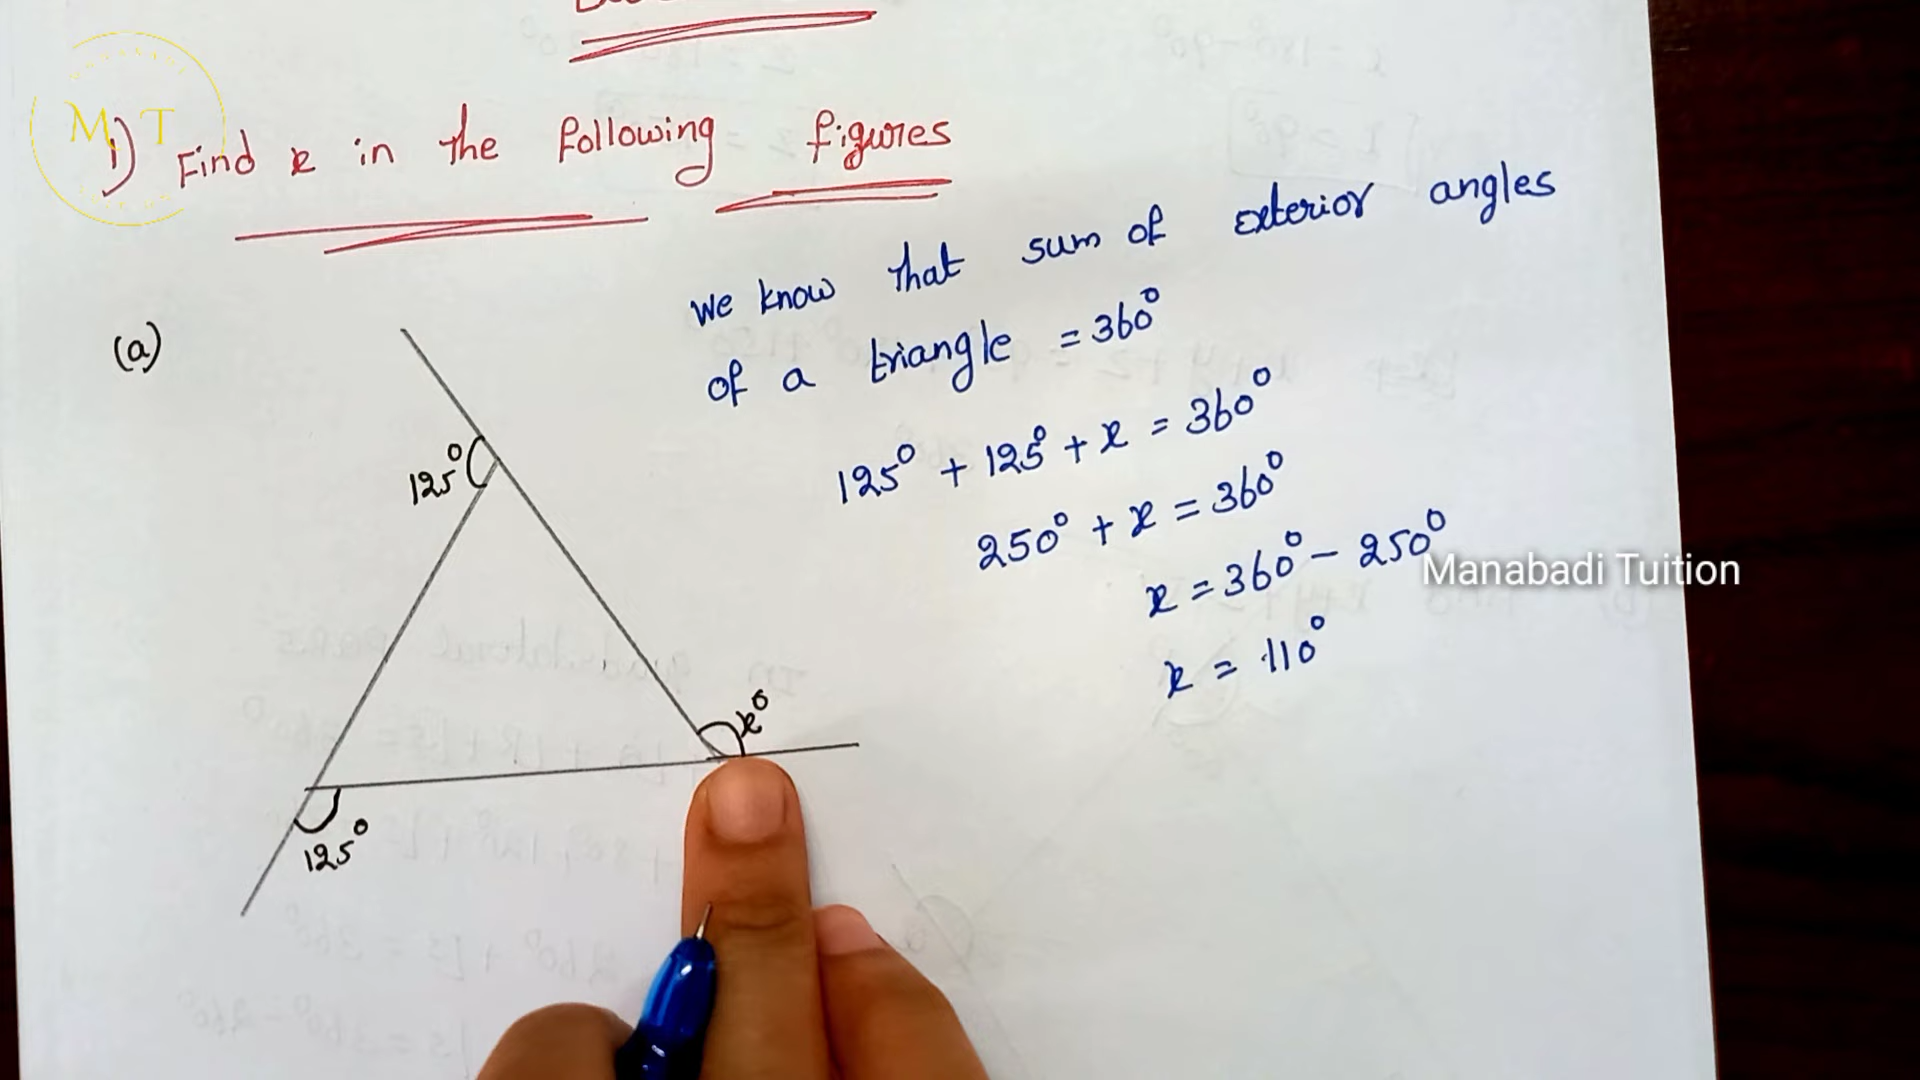 M T
1) Find x in the following figures
we know that sum of exterior angles
of a triangle = 360°
(a)
125° + 125° + x = 360°
125°
250° + x = 360°
x = 360° - 250°
Manabadi Tuition
x = 110°
x°
125°